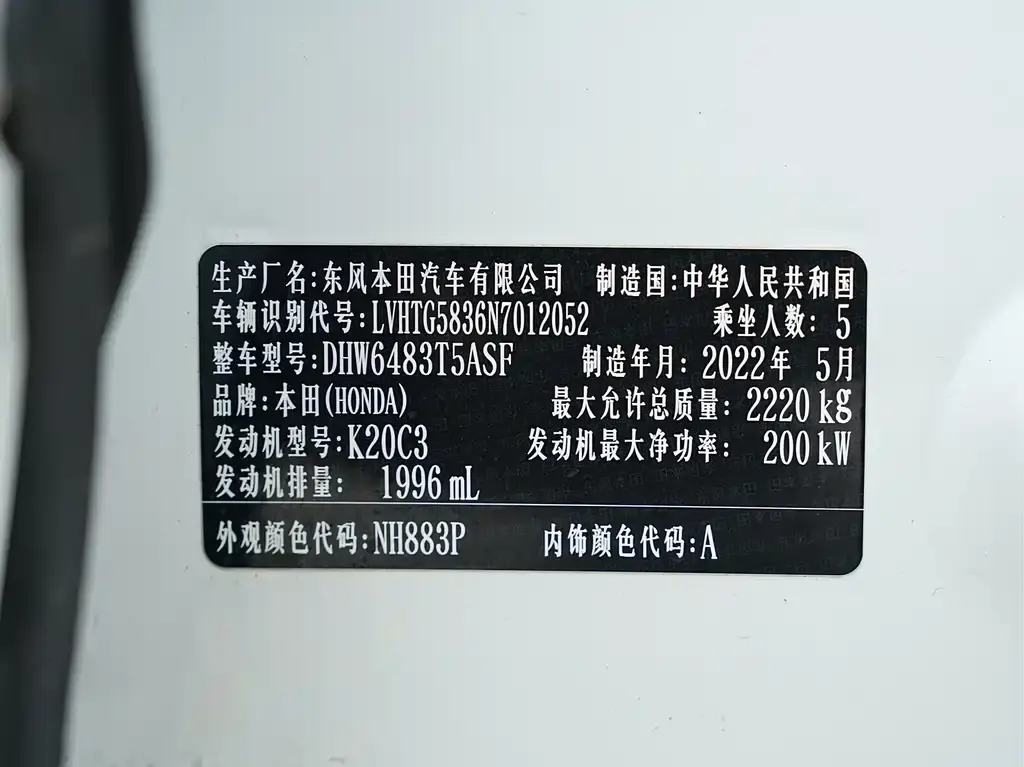 生产厂名:东风本田汽车有限公司 制造国:中华人民共和国
车辆识别代号:LVHTG5836N7012052 乘坐人数: 5
整车型号:DHW6483T5ASF 制造年月: 2022年 5月
品牌:本田(HONDA) 最大允许总质量: 2220 kg
发动机型号:K20C3 发动机最大净功率: 200 kW
发动机排量: 1996 mL
外观颜色代码:NH883P 内饰颜色代码:A